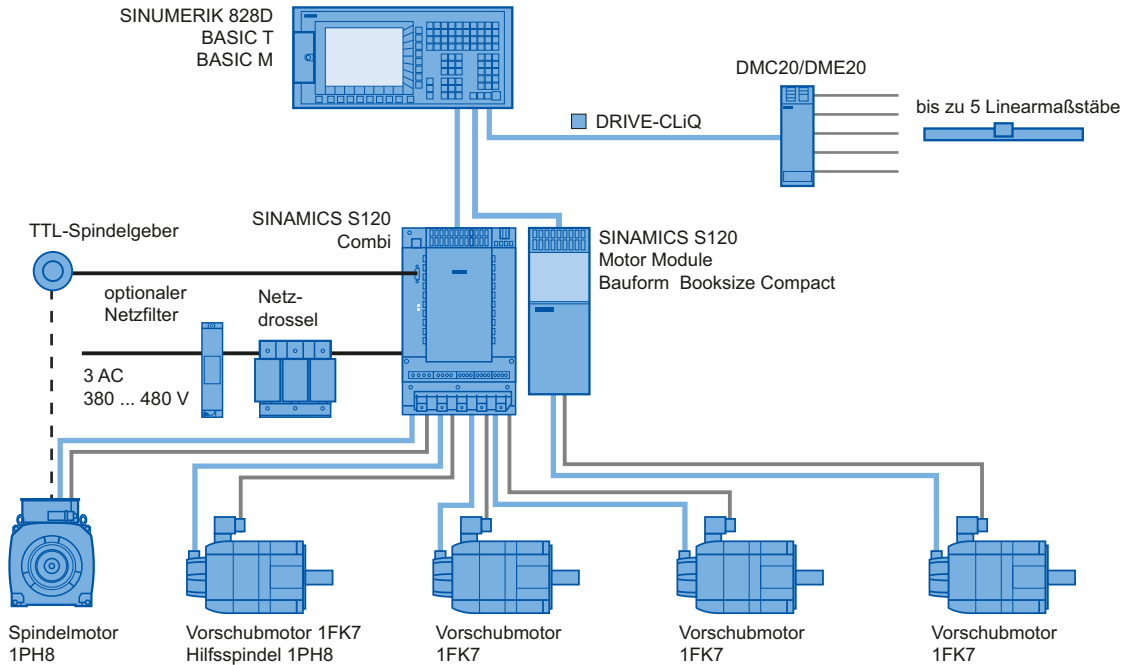 SINUMERIK 828D
BASIC T
BASIC M
DMC20/DME20
bis zu 5 Linearmaßstäbe
DRIVE-CLiQ
TTL-Spindelgeber
SINAMICS S120
Combi
SINAMICS S120
Motor Module
Bauform Booksize Compact
optionaler
Netzfilter
Netz-
drossel
3 AC
380 ... 480 V
Spindelmotor
1PH8
Vorschubmotor 1FK7
Hilfsspindel 1PH8
Vorschubmotor
1FK7
Vorschubmotor
1FK7
Vorschubmotor
1FK7